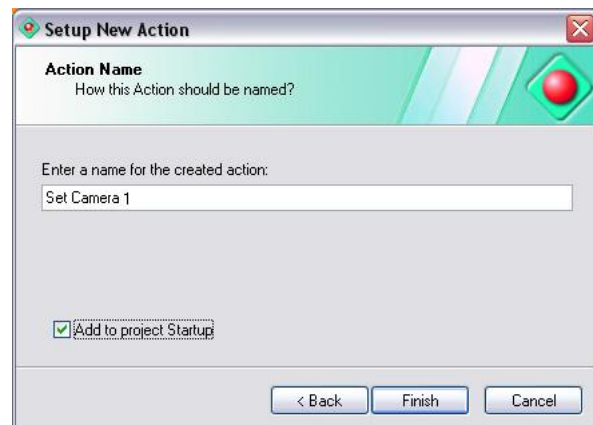 Setup New Action
Action Name
How this Action should be named?
Enter a name for the created action:
Set Camera 1
Add to project Startup
< Back Finish Cancel